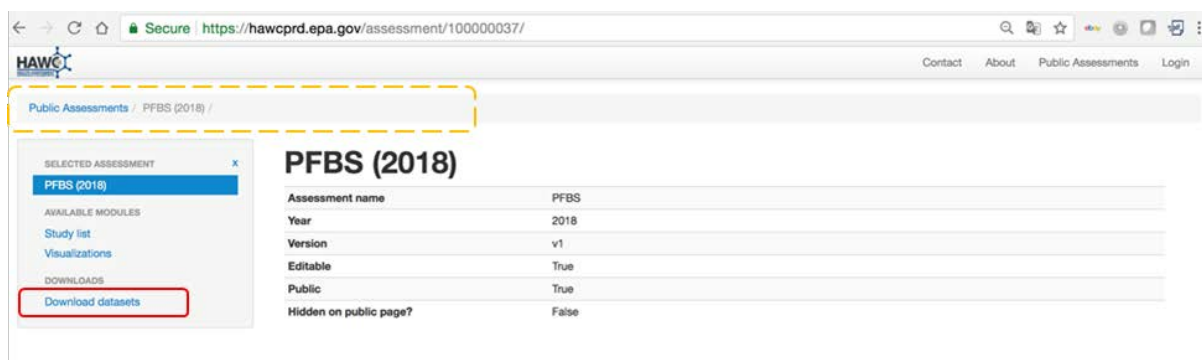 Secure https://hawcprd.epa.gov/assessment/100000037/
HAWC Contact About Public Assessments Login
Public Assessments / PFBS (2018) /
SELECTED ASSESSMENT x
PFBS (2018)
AVAILABLE MODULES
Study list
Visualizations
DOWNLOADS
Download datasets
PFBS (2018)
Assessment name PFBS
Year 2018
Version v1
Editable True
Public True
Hidden on public page? False